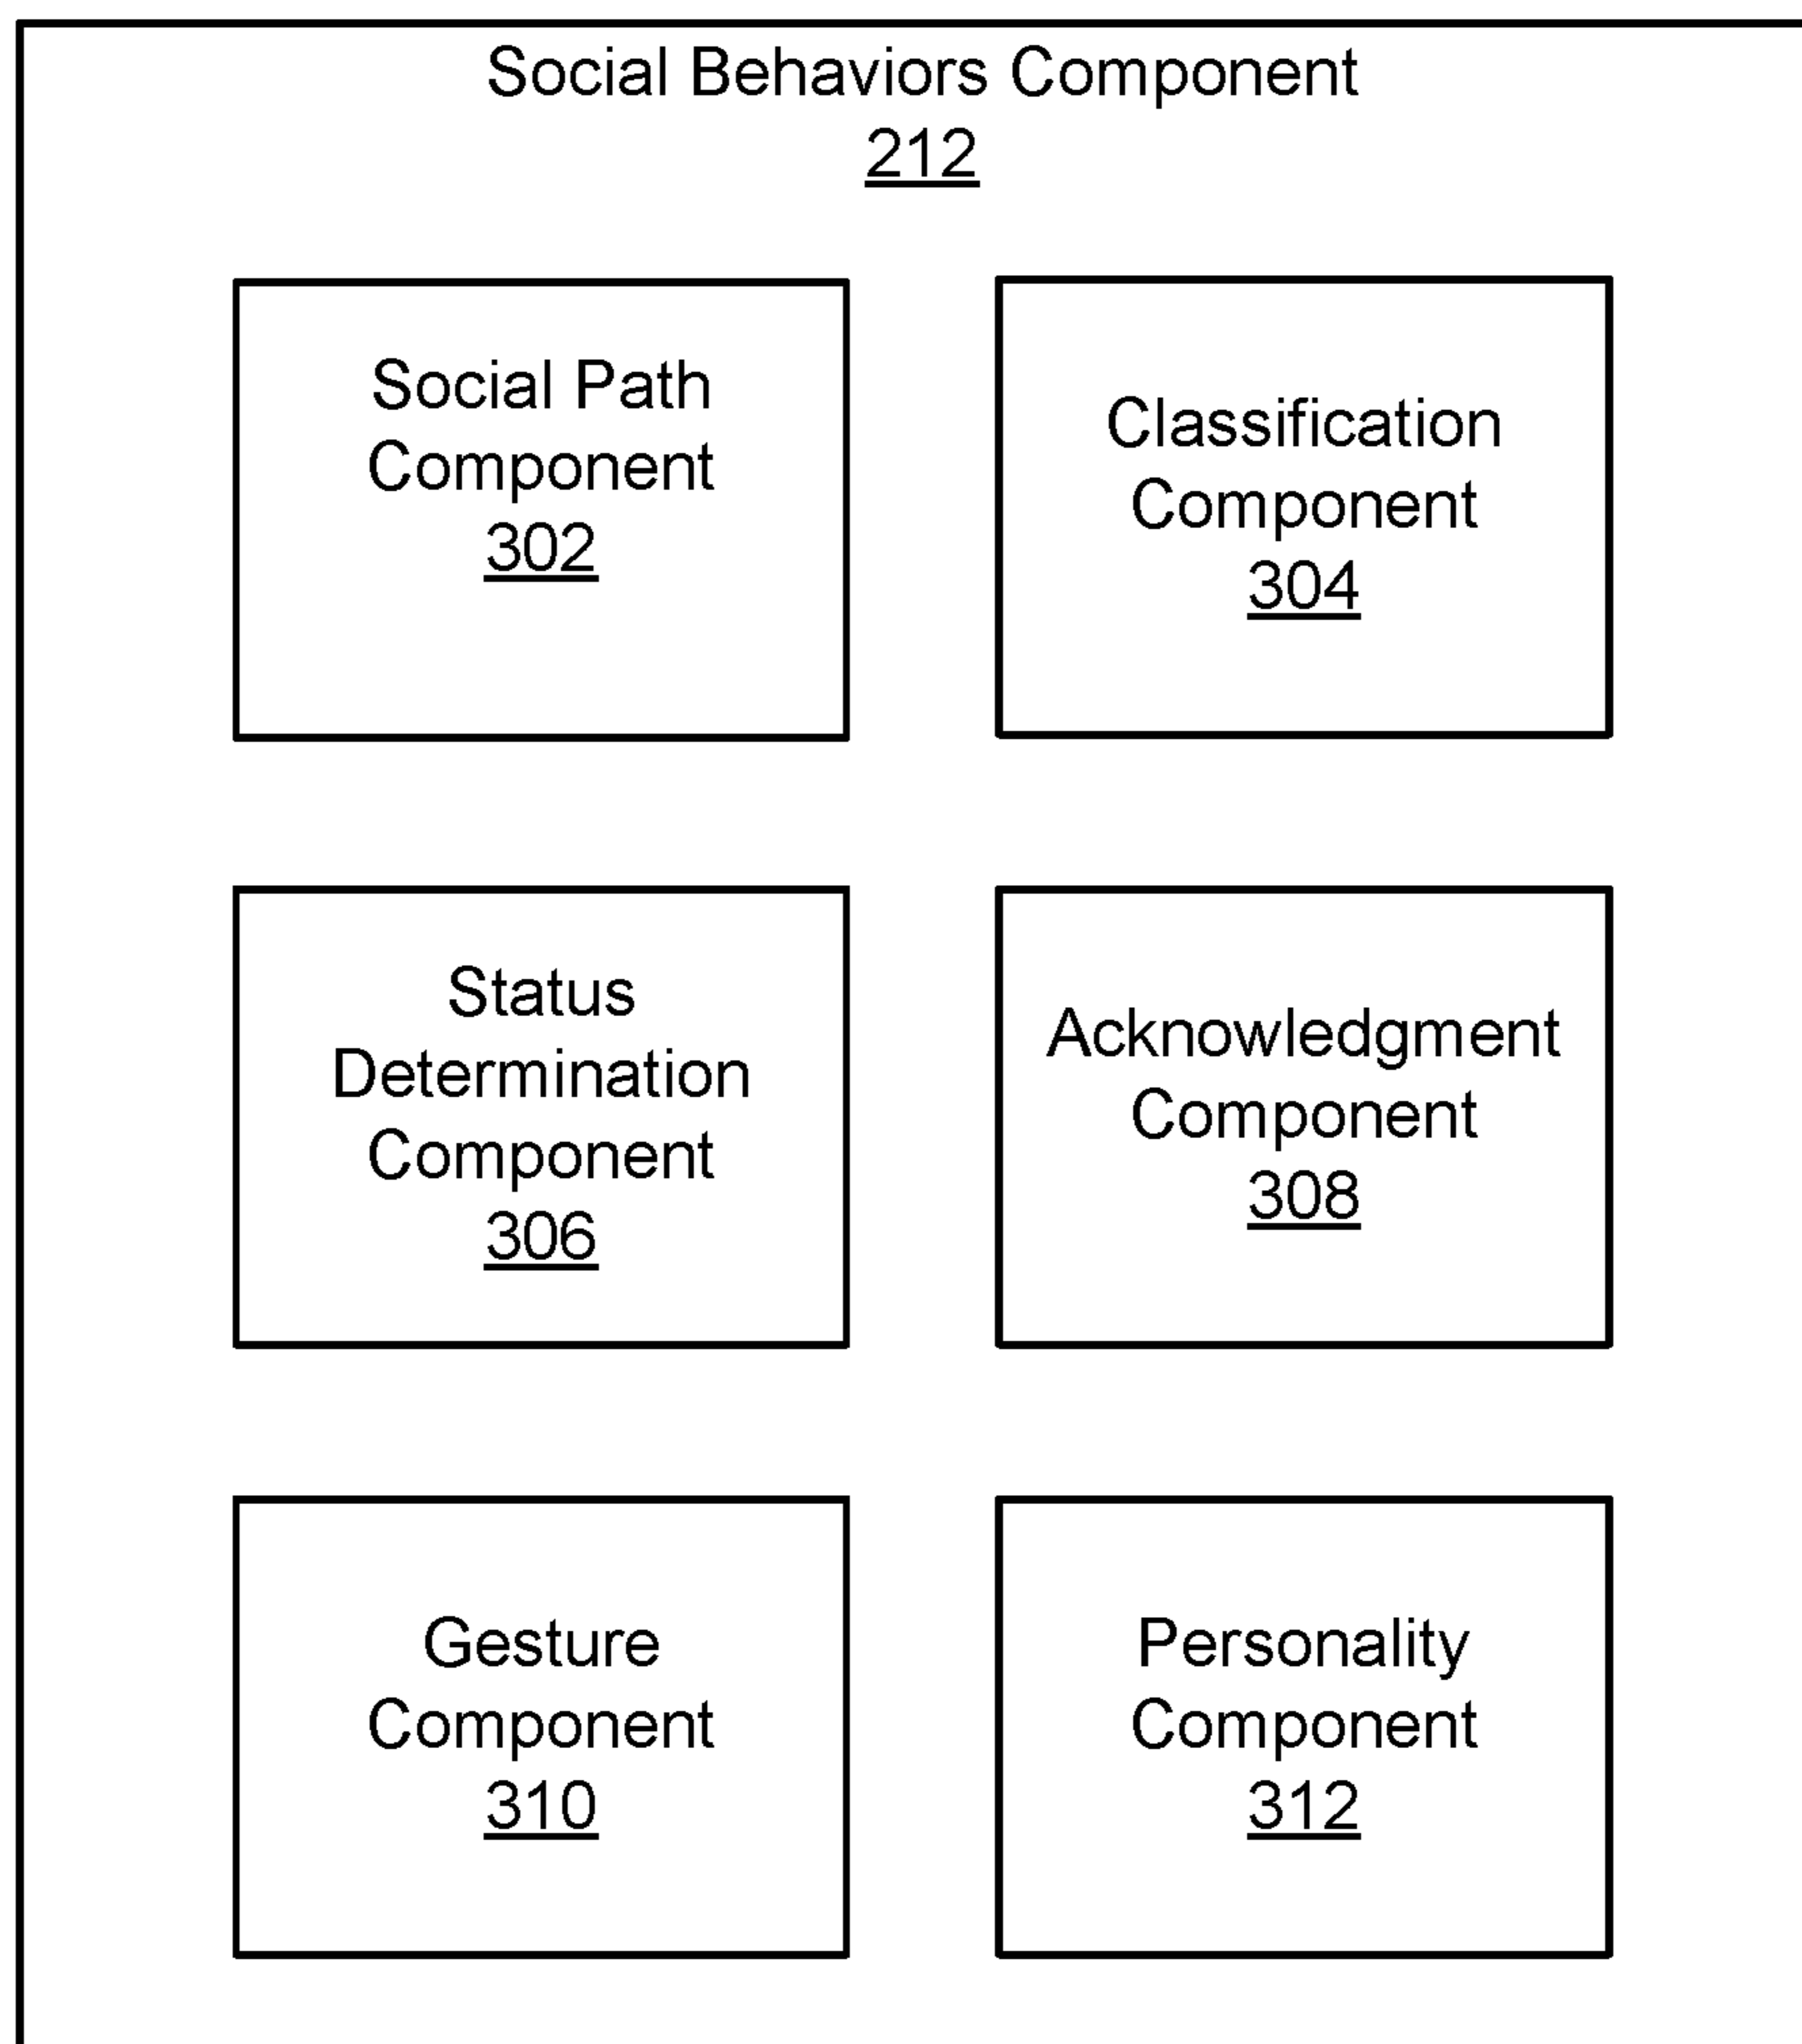 Social Behaviors Component
212
Social Path
Component
302
Classification
Component
304
Status
Determination
Component
306
Acknowledgment
Component
308
Gesture
Component
310
Personality
Component
312